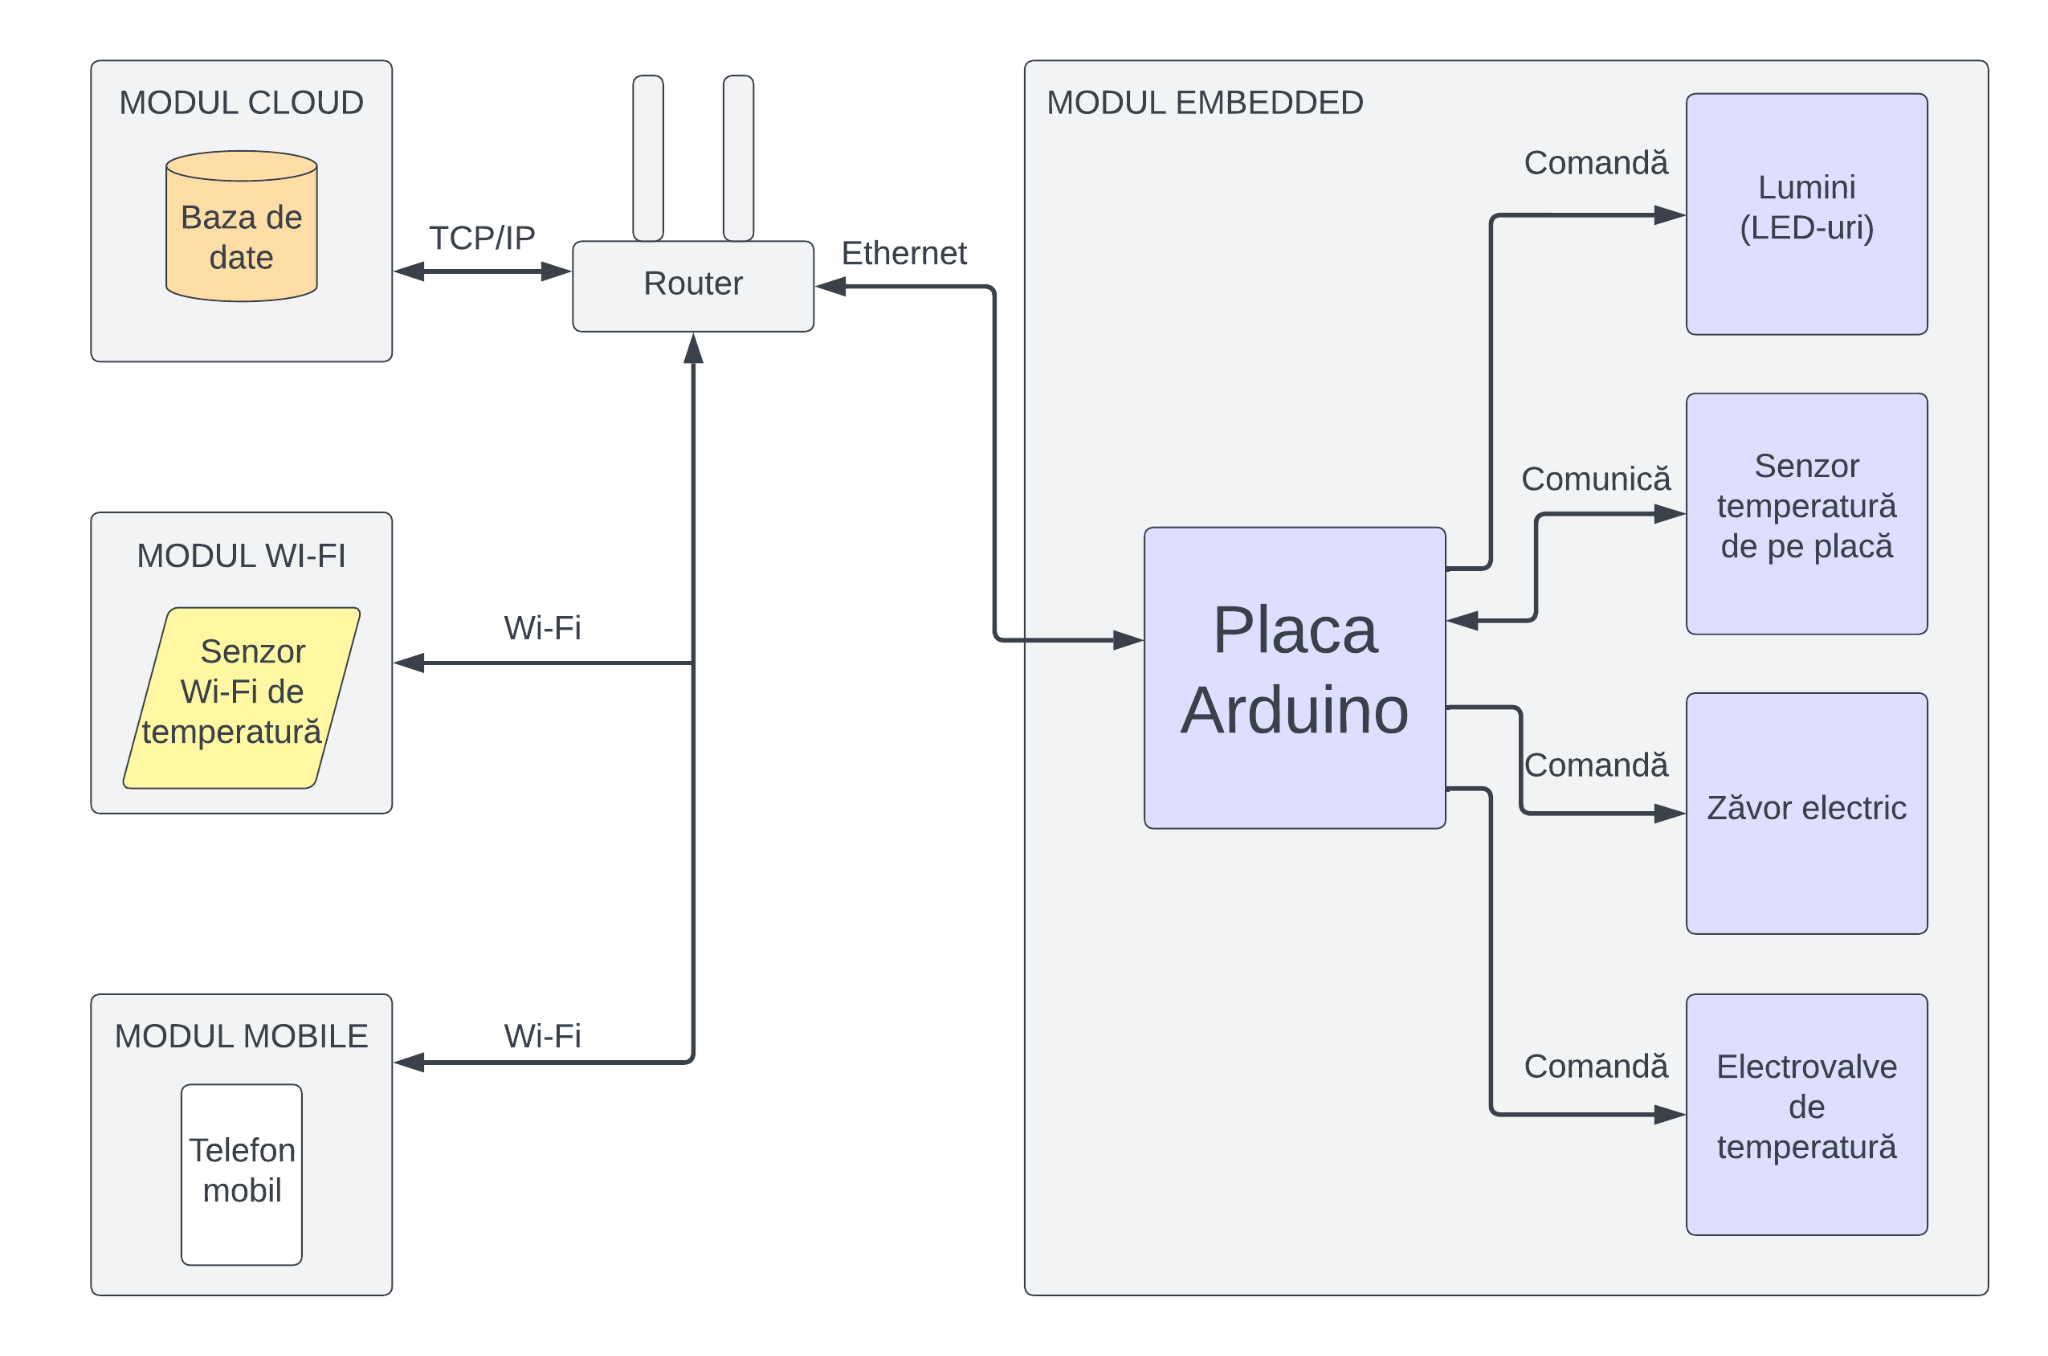 MODUL CLOUD
Baza de
date
TCP/IP
Router
Ethernet
MODUL WI-FI
Senzor
Wi-Fi de
temperatură
Wi-Fi
MODUL MOBILE
Telefon
mobil
Wi-Fi
MODUL EMBEDDED
Placa
Arduino
Comandă
Lumini
(LED-uri)
Comunică
Senzor
temperatură
de pe placă
Comandă
Zăvor electric
Comandă
Electrovalve
de
temperatură